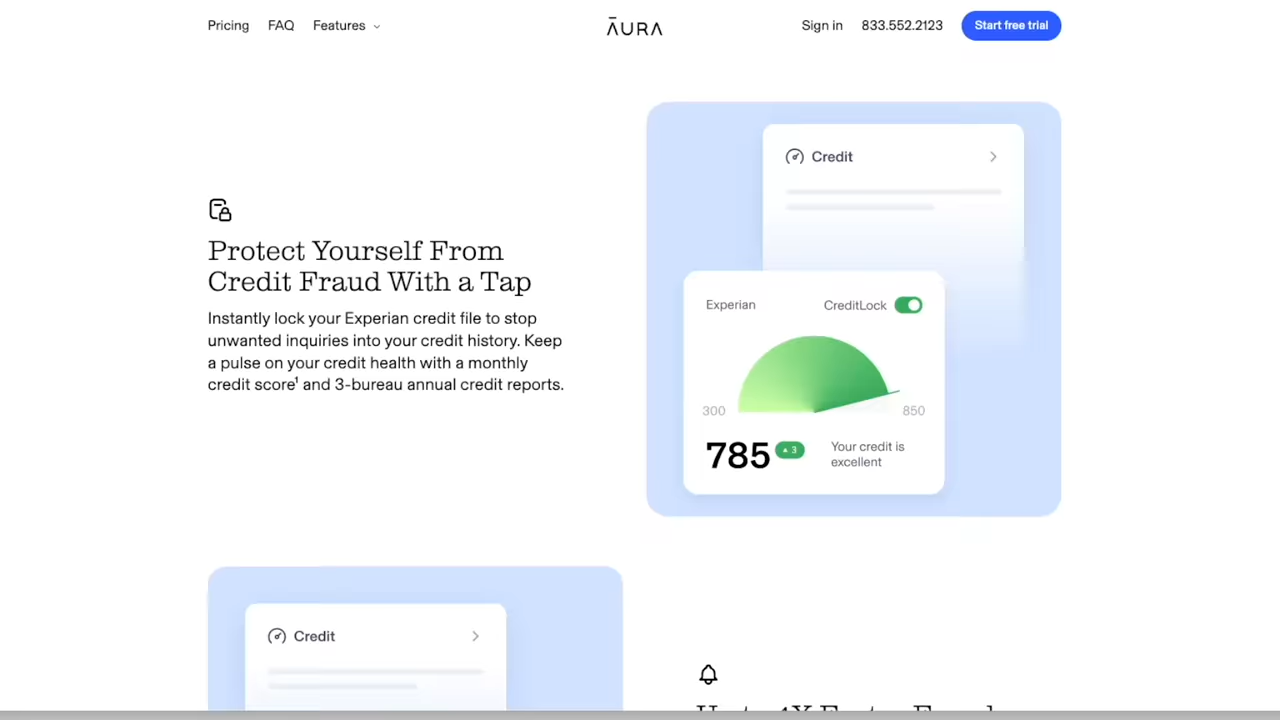 Pricing FAQ Features
ĀURA
Sign in 833.552.2123 Start free trial
Protect Yourself From
Credit Fraud With a Tap
Instantly lock your Experian credit file to stop
unwanted inquiries into your credit history. Keep
a pulse on your credit health with a monthly
credit score¹ and 3-bureau annual credit reports.
Credit
Experian CreditLock
300 850
785 ▲ 3
Your credit is
excellent
Credit